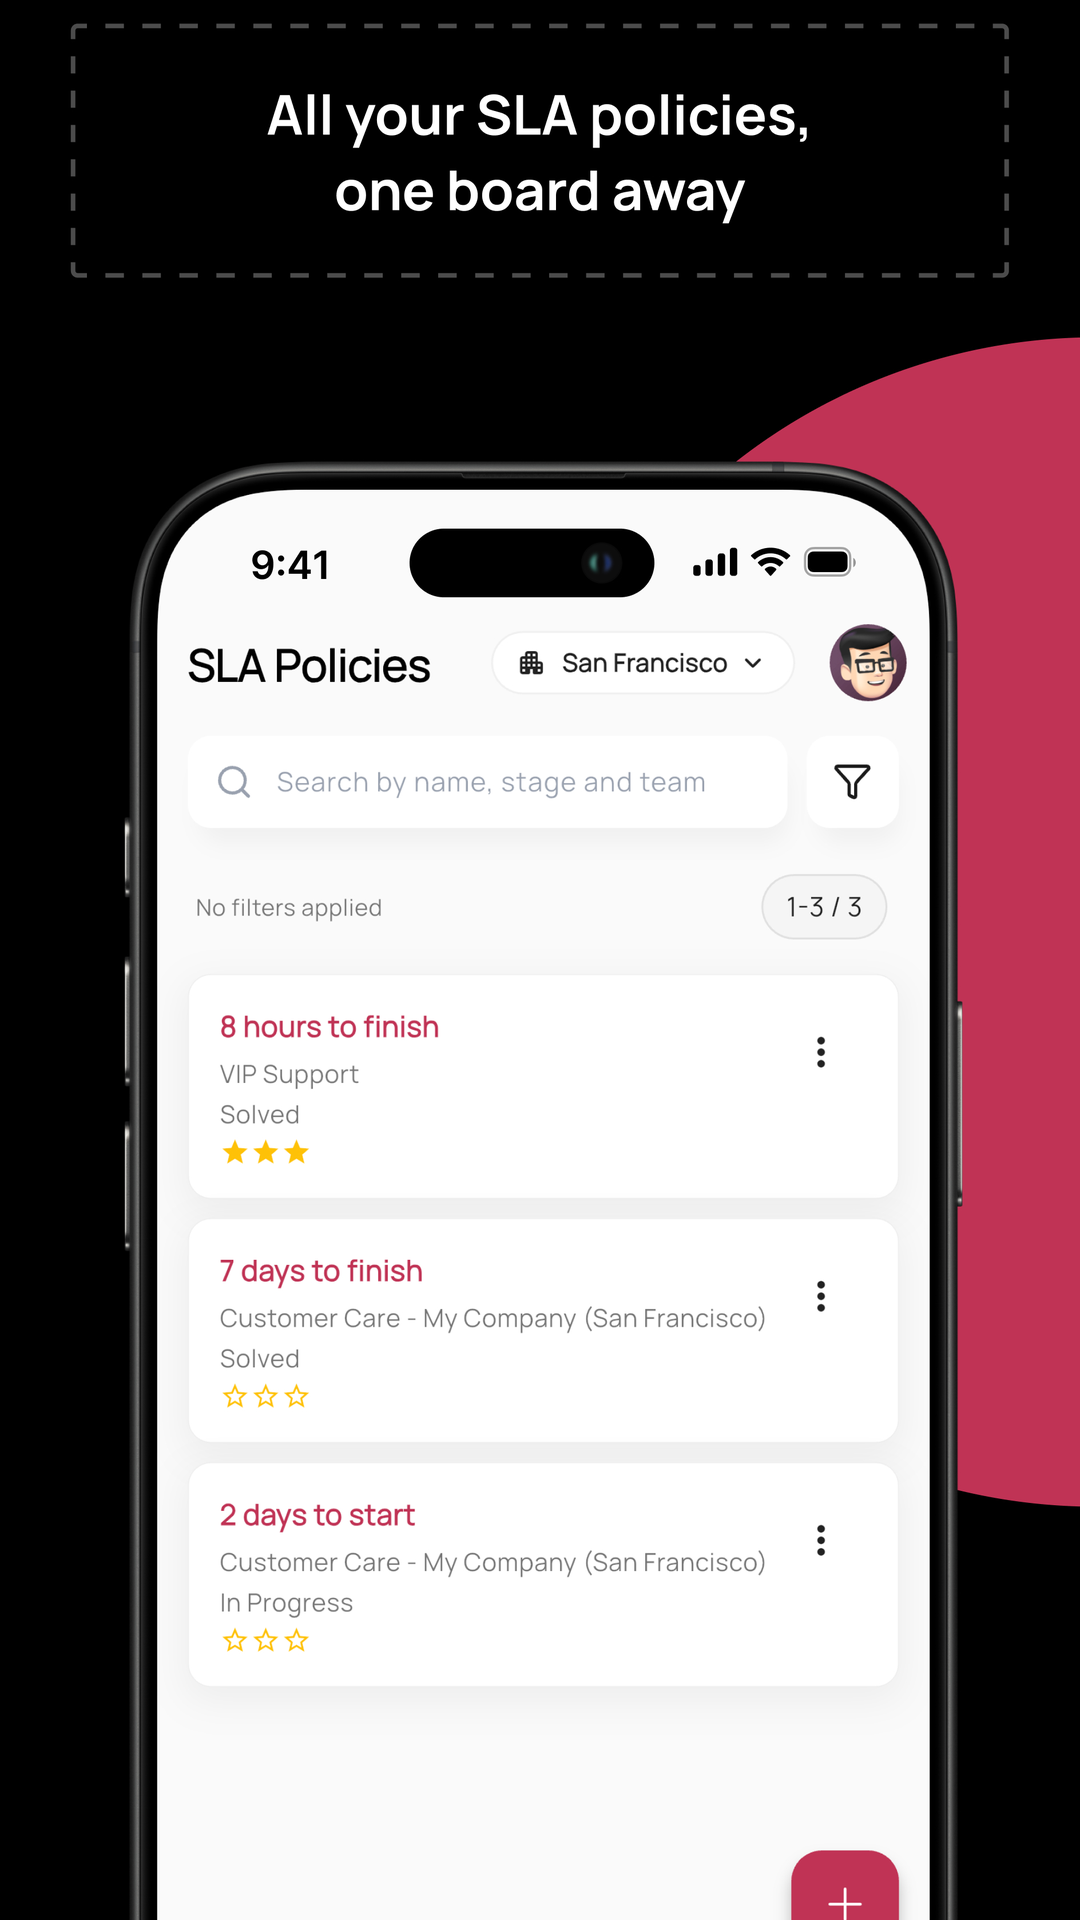 All your SLA policies,
one board away
9:41
SLA Policies
San Francisco
Search by name, stage and team
No filters applied
1-3 / 3
8 hours to finish
VIP Support
Solved
7 days to finish
Customer Care - My Company (San Francisco)
Solved
2 days to start
Customer Care - My Company (San Francisco)
In Progress